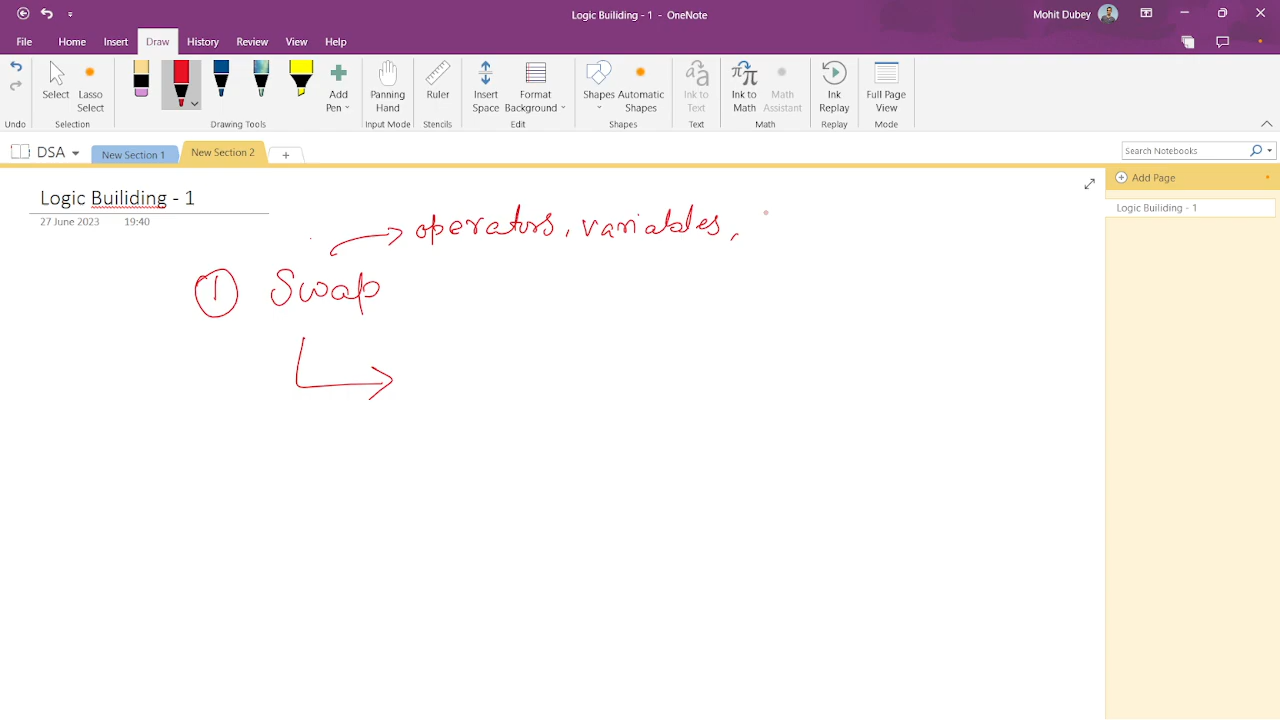 Logic Builiding - 1 - OneNote
Mohit Dubey
File Home Insert Draw History Review View Help
Undo
Select
Lasso Select
Add Pen
Panning Hand
Ruler
Insert Space
Format Background
Shapes
Automatic Shapes
Ink to Text
Ink to Math
Math Assistant
Ink Replay
Full Page View
Undo Selection Drawing Tools Input Mode Stencils Edit Shapes Text Math Replay Mode
DSA New Section 1 New Section 2 + Search Notebooks
Add Page
Logic Builiding - 1
Logic Builiding - 1
27 June 2023 19:40
operators, variables,
1 Swap